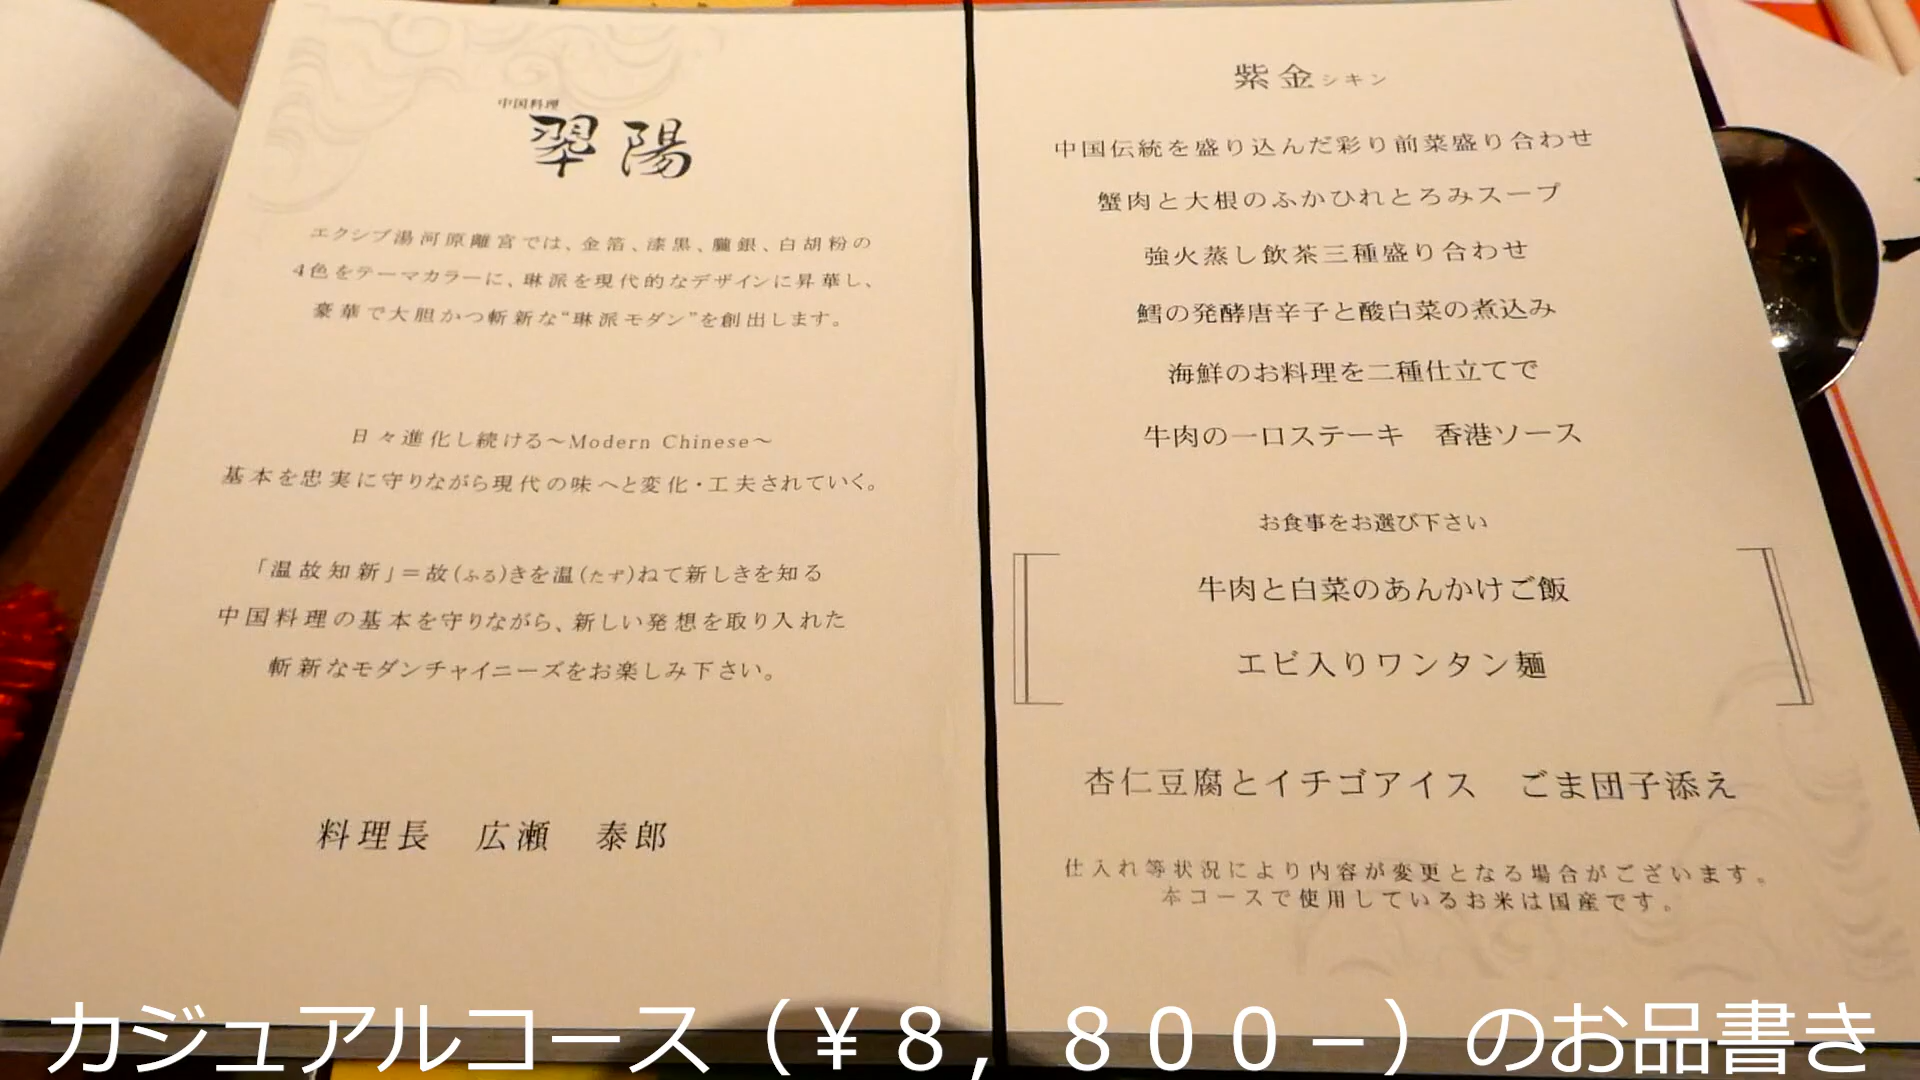 中国料理
翆陽
エクシブ湯河原離宮では、金箔、漆黒、朧銀、白胡粉の
4色をテーマカラーに、琳派を現代的なデザインに昇華し、
豪華で大胆かつ斬新な“琳派モダン”を創出します。
日々進化し続ける～Modern Chinese～
基本を忠実に守りながら現代の味へと変化・工夫されていく。
「温故知新」＝故(ふる)きを温(たず)ねて新しきを知る
中国料理の基本を守りながら、新しい発想を取り入れた
斬新なモダンチャイニーズをお楽しみ下さい。
料理長　広瀬　泰郎
紫金シキン
中国伝統を盛り込んだ彩り前菜盛り合わせ
蟹肉と大根のふかひれとろみスープ
強火蒸し飲茶三種盛り合わせ
鱈の発酵唐辛子と酸白菜の煮込み
海鮮のお料理を二種仕立てで
牛肉の一口ステーキ　香港ソース
お食事をお選び下さい
牛肉と白菜のあんかけご飯
エビ入りワンタン麺
杏仁豆腐とイチゴアイス　ごま団子添え
仕入れ等状況により内容が変更となる場合がございます。
本コースで使用しているお米は国産です。
カジュアルコース（￥８，８００－）のお品書き